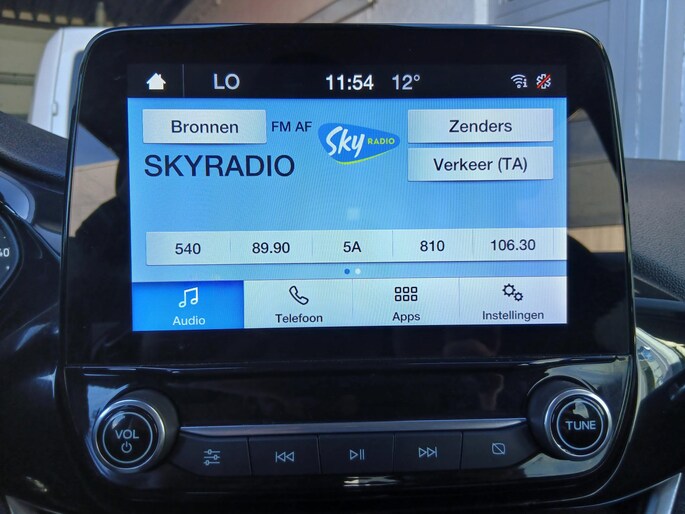 LO 11:54 12°
Bronnen FM AF Sky RADIO Zenders
SKYRADIO Verkeer (TA)
540 89.90 5A 810 106.30
Audio Telefoon Apps Instellingen
VOL TUNE
40